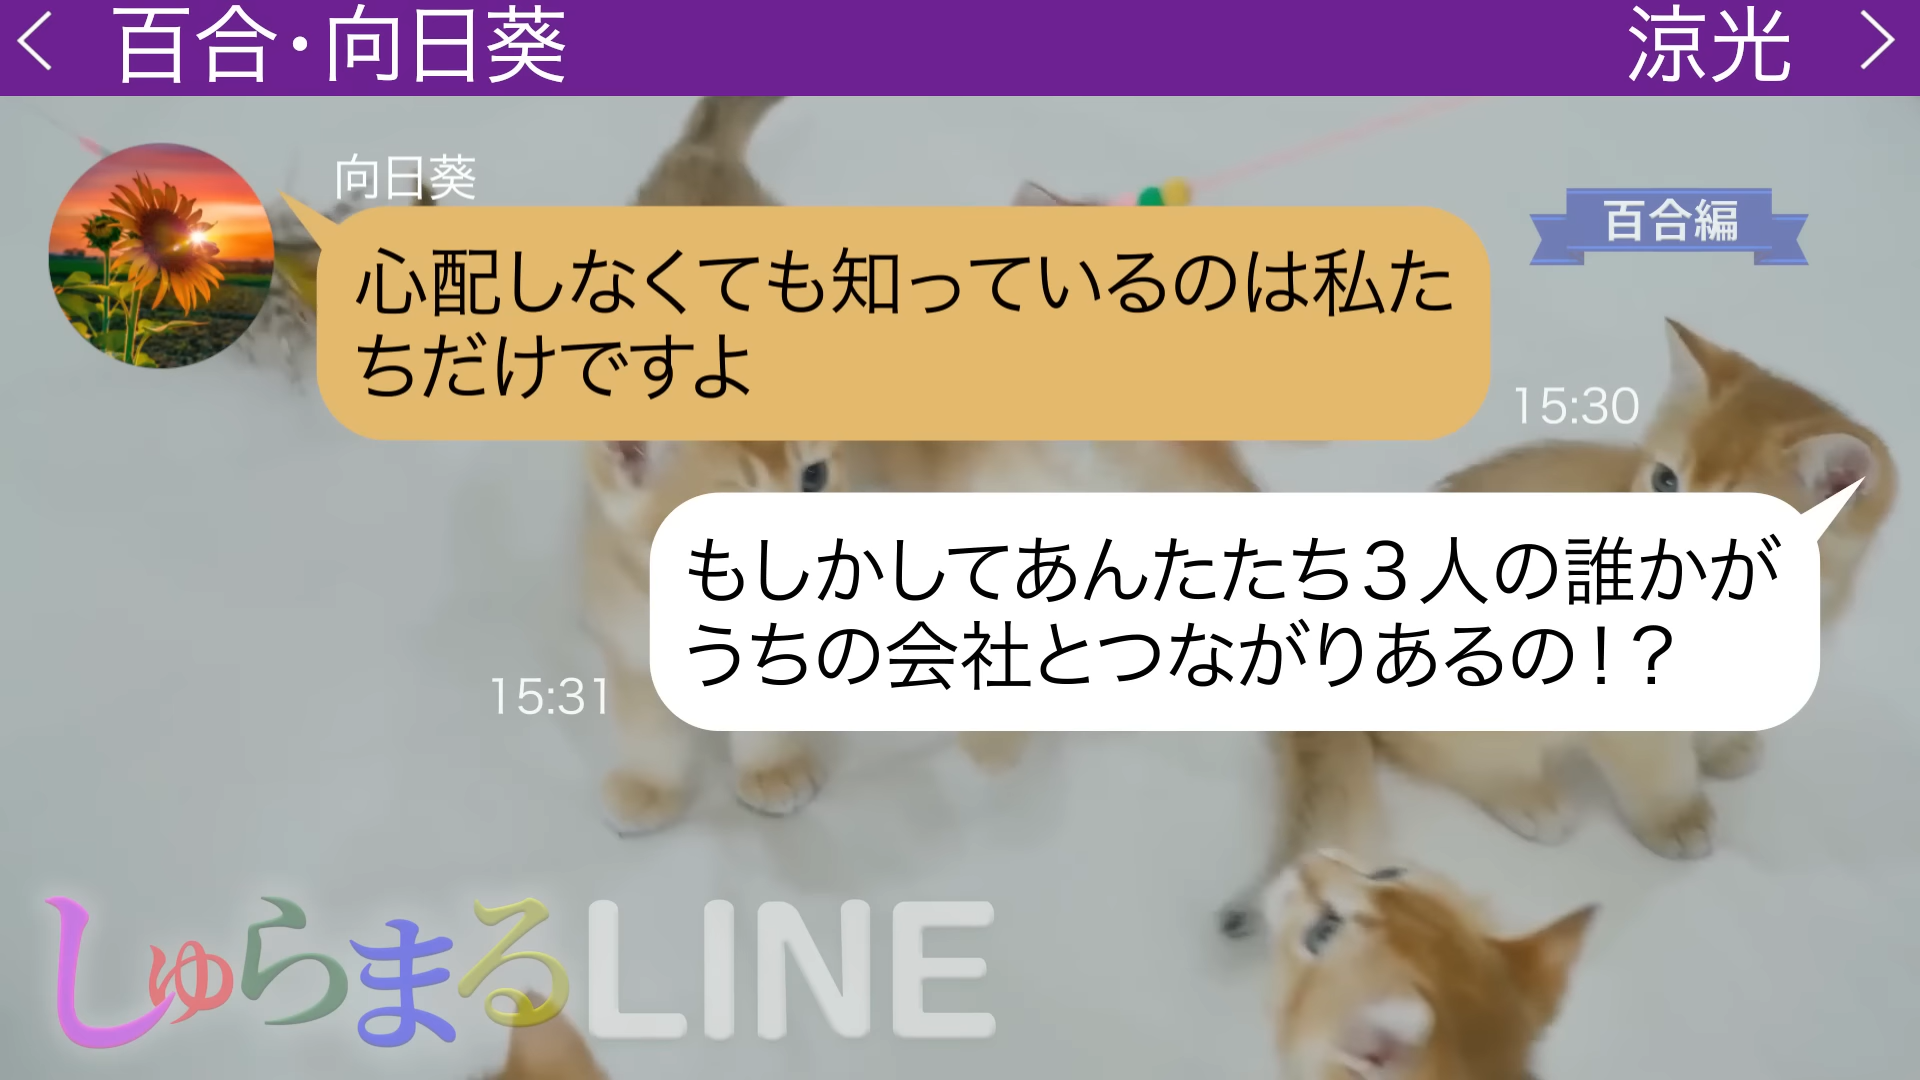 百合・向日葵
涼光
向日葵
百合編
心配しなくても知っているのは私た
ちだけですよ
15:30
もしかしてあんたたち３人の誰かが
うちの会社とつながりあるの！？
15:31
しゅらまるLINE